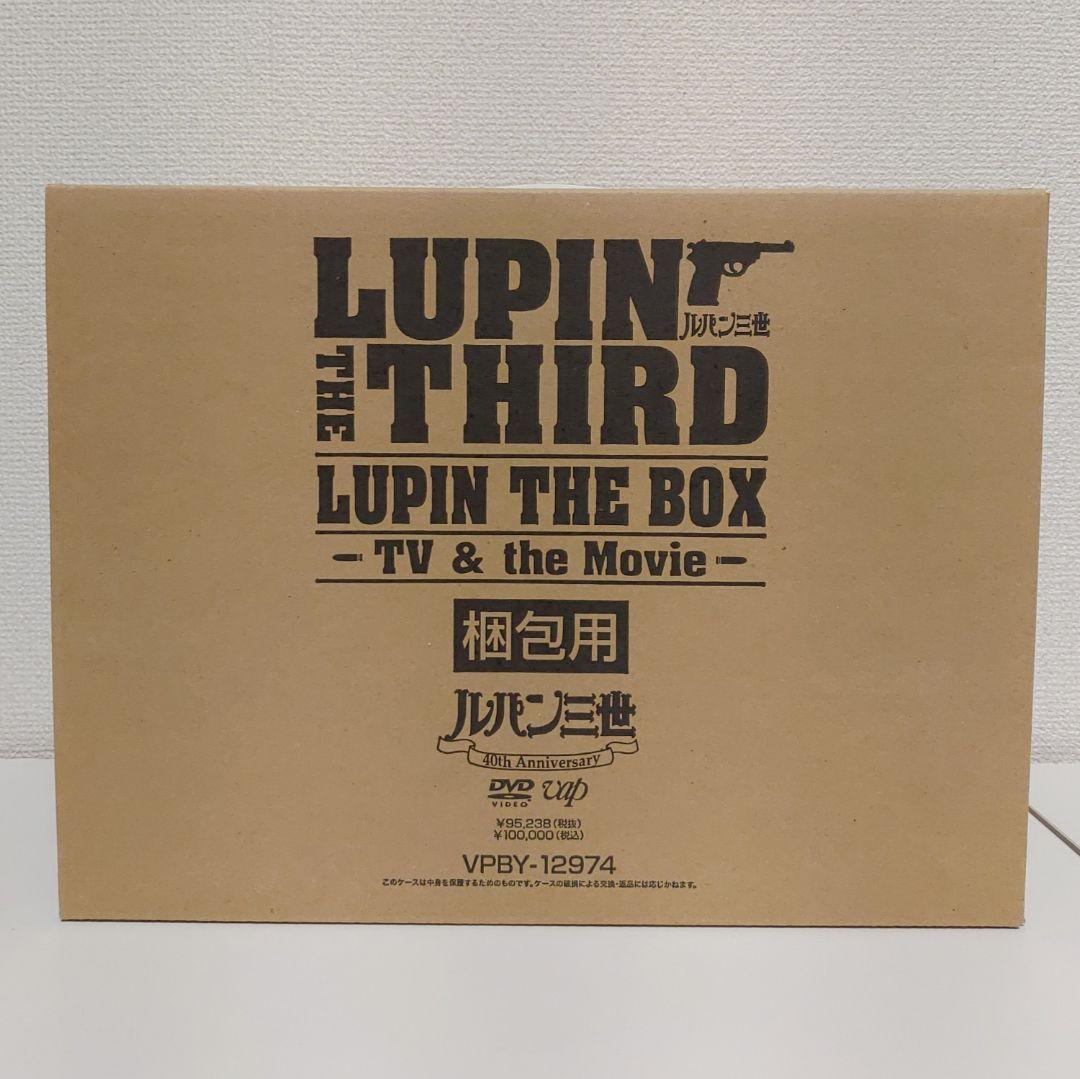 LUPIN
ルパン三世
THE THIRD
LUPIN THE BOX
- TV & the Movie -
梱包用
ルパン三世
40th Anniversary
DVD VIDEO vap
¥95,238(税抜)
¥100,000(税込)
VPBY-12974
このケースは中身を保護するためのものです。ケースの破損による交換・返品には応じかねます。